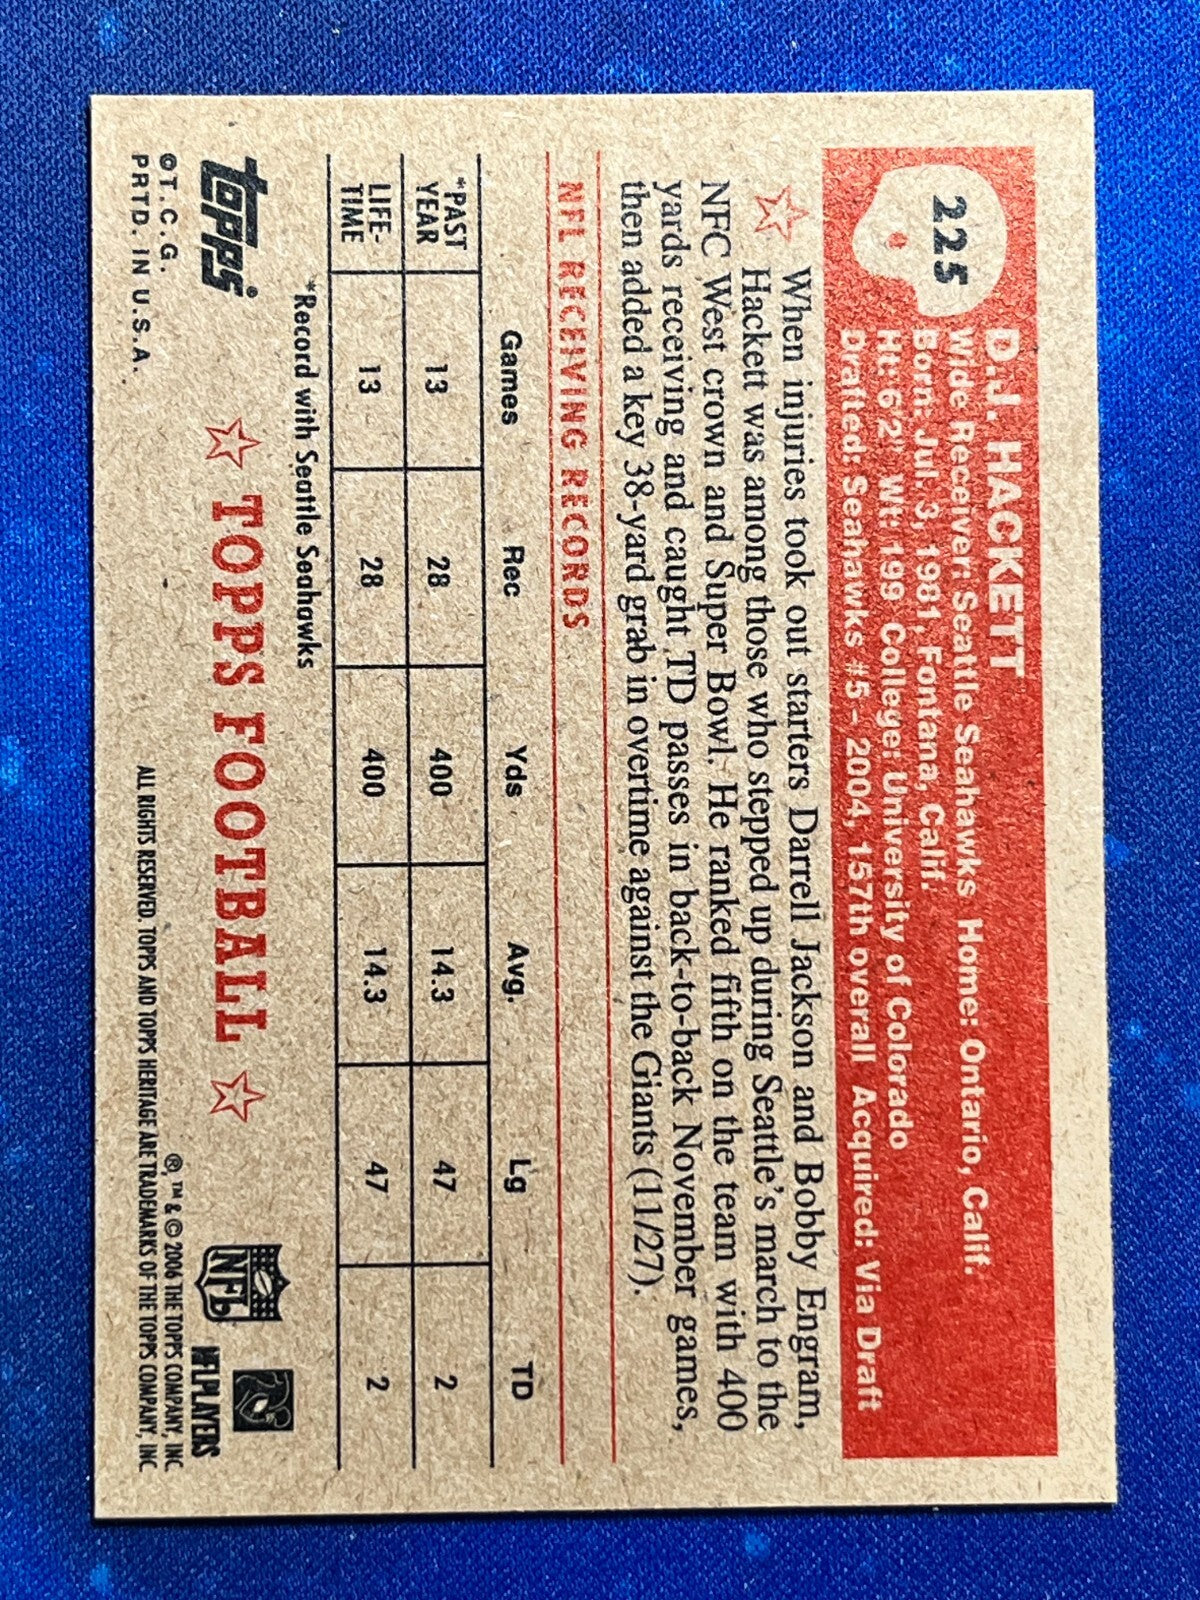 225
D.J. HACKETT
Wide Receiver: Seattle Seahawks Home: Ontario, Calif.
Born: Jul. 3, 1981, Fontana, Calif.
Ht: 6'2" Wt: 199 College: University of Colorado
Drafted: Seahawks #5 - 2004, 157th overall Acquired: Via Draft
When injuries took out starters Darrell Jackson and Bobby Engram,
Hackett was among those who stepped up during Seattle's march to the
NFC West crown and Super Bowl. He ranked fifth on the team with 400
yards receiving and caught TD passes in back-to-back November games,
then added a key 38-yard grab in overtime against the Giants (11/27).
NFL RECEIVING RECORDS
Games Rec Yds Avg. Lg TD
*PAST
YEAR 13 28 400 14.3 47 2
LIFE-
TIME 13 28 400 14.3 47 2
*Record with Seattle Seahawks
topps
TOPPS FOOTBALL
NFL
NFLPLAYERS
©T.C.G.
PRTD. IN U.S.A.
®, ™ & © 2006 THE TOPPS COMPANY, INC
ALL RIGHTS RESERVED. TOPPS AND TOPPS HERITAGE ARE TRADEMARKS OF THE TOPPS COMPANY, INC